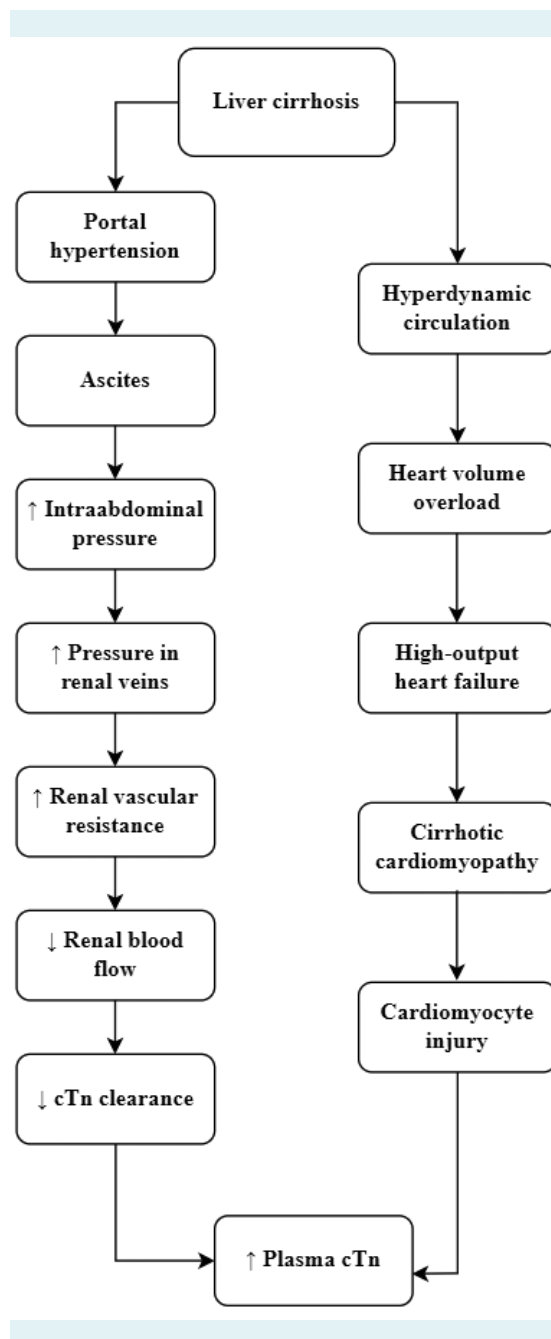 Liver cirrhosis
Portal
hypertension
Ascites
↑ Intraabdominal
pressure
↑ Pressure in
renal veins
↑ Renal vascular
resistance
↓ Renal blood
flow
↓ cTn clearance
Hyperdynamic
circulation
Heart volume
overload
High-output
heart failure
Cirrhotic
cardiomyopathy
Cardiomyocyte
injury
↑ Plasma cTn